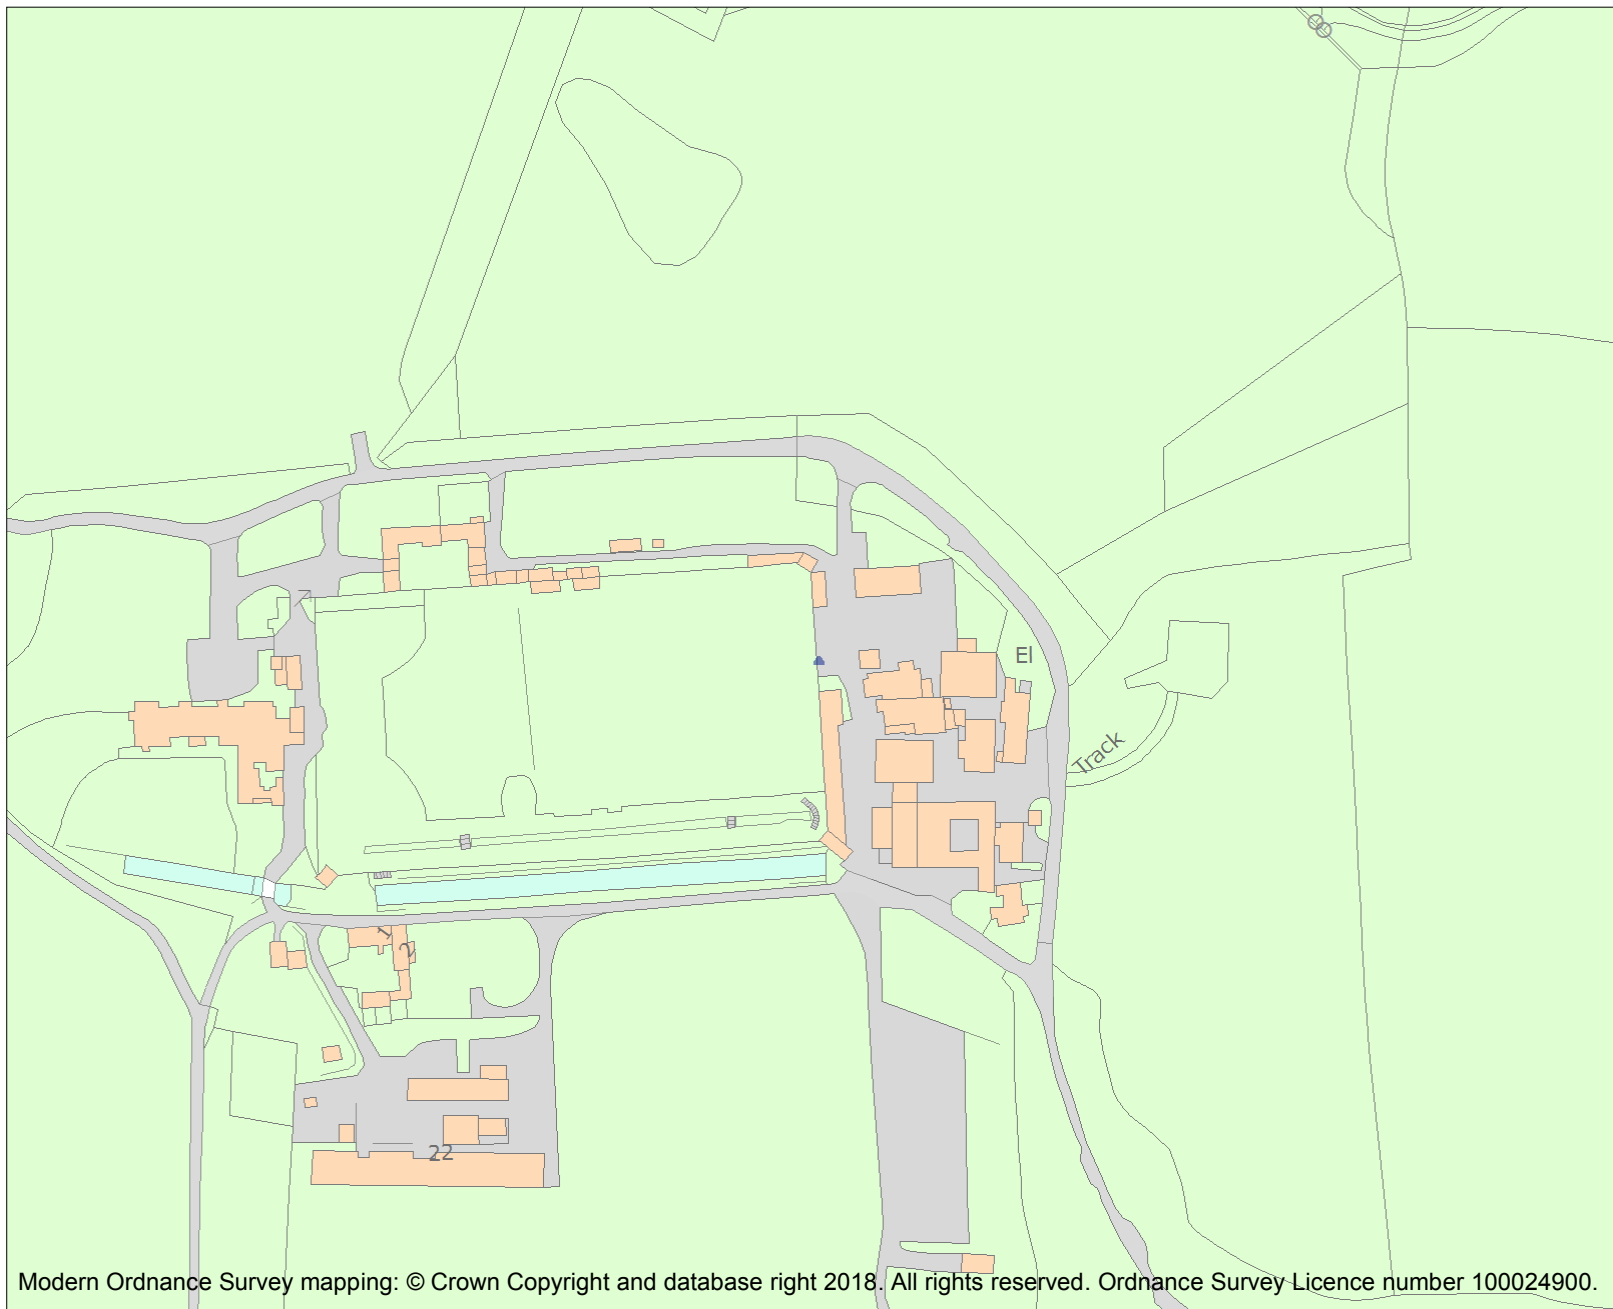 El
Track
1
2
22
Modern Ordnance Survey mapping: © Crown Copyright and database right 2018. All rights reserved. Ordnance Survey Licence number 100024900.